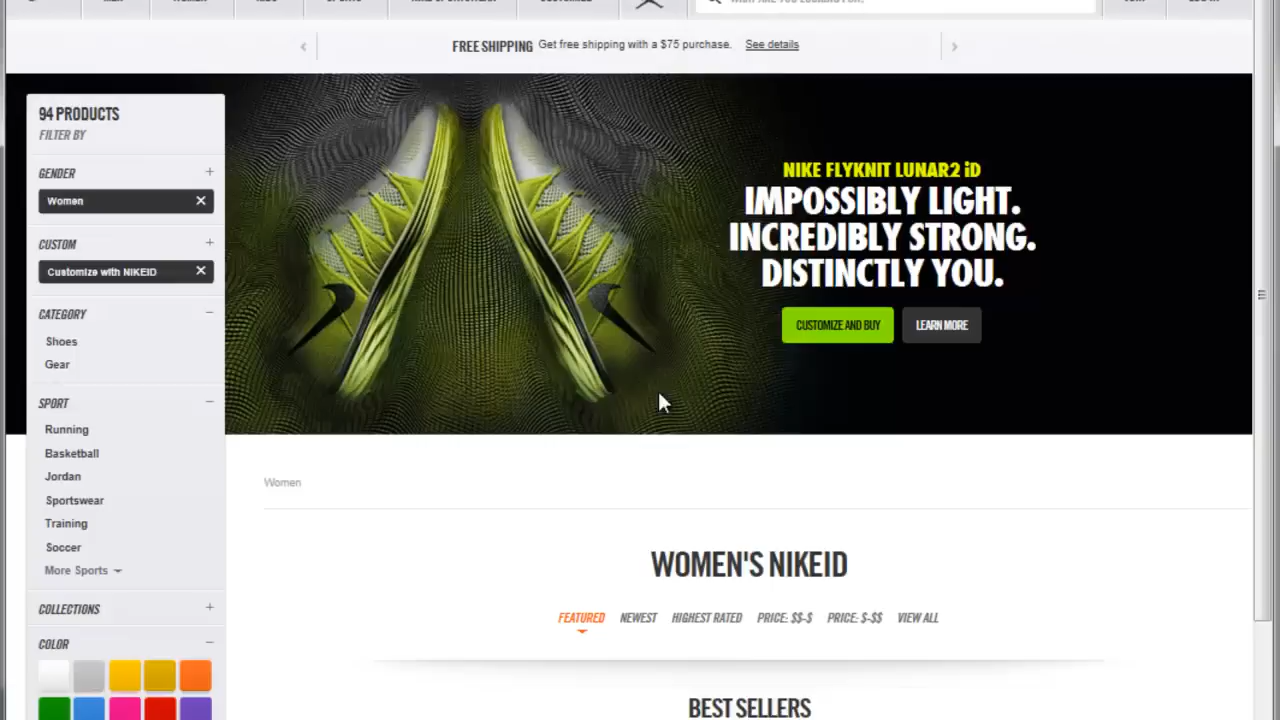 FREE SHIPPING Get free shipping with a $75 purchase. See details
94 PRODUCTS
FILTER BY
GENDER
Women
CUSTOM
Customize with NIKEID
CATEGORY
Shoes
Gear
SPORT
Running
Basketball
Jordan
Sportswear
Training
Soccer
More Sports
COLLECTIONS
COLOR
NIKE FLYKNIT LUNAR2 iD
IMPOSSIBLY LIGHT.
INCREDIBLY STRONG.
DISTINCTLY YOU.
CUSTOMIZE AND BUY LEARN MORE
Women
WOMEN'S NIKEID
FEATURED NEWEST HIGHEST RATED PRICE: $$-$ PRICE: $-$$ VIEW ALL
BEST SELLERS